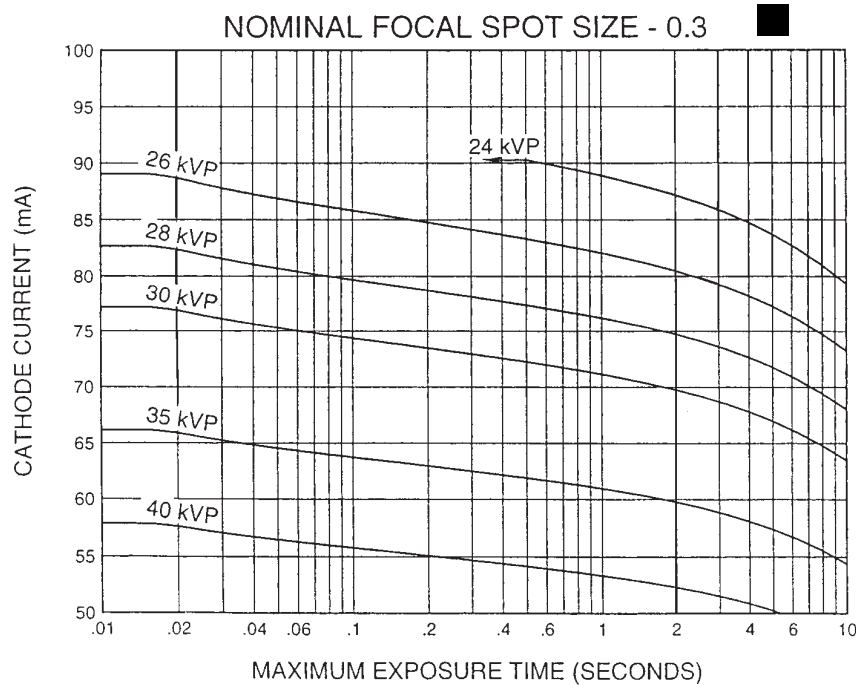 NOMINAL FOCAL SPOT SIZE - 0.3
100
95
90
85
80
75
70
65
60
55
50
CATHODE CURRENT (mA)
24 kVP
26 kVP
28 kVP
30 kVP
35 kVP
40 kVP
.01 .02 .04 .06 .1 .2 .4 .6 1 2 4 6 10
MAXIMUM EXPOSURE TIME (SECONDS)